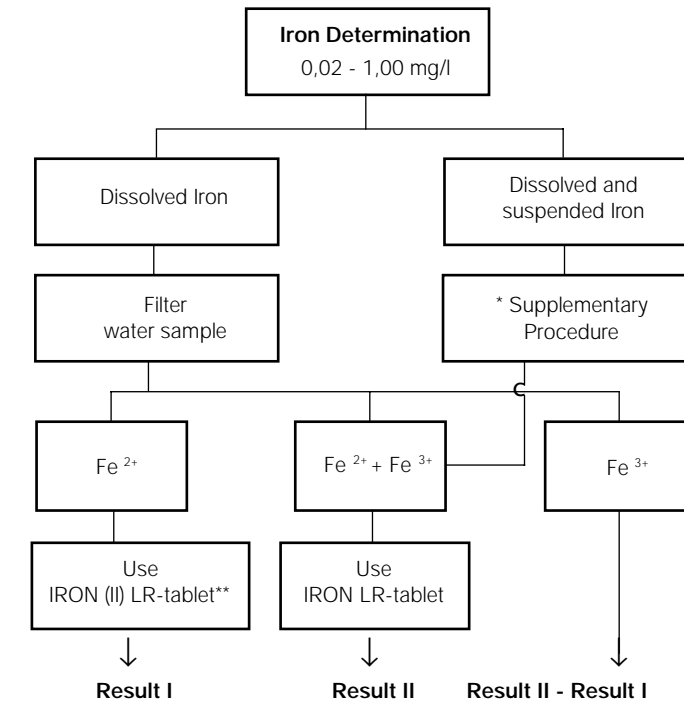 Iron Determination
0,02 - 1,00 mg/l
Dissolved Iron
Dissolved and
suspended Iron
Filter
water sample
* Supplementary
Procedure
Fe 2+
Fe 2+ + Fe 3+
Fe 3+
Use
IRON (II) LR-tablet**
Use
IRON LR-tablet
Result I
Result II
Result II - Result I